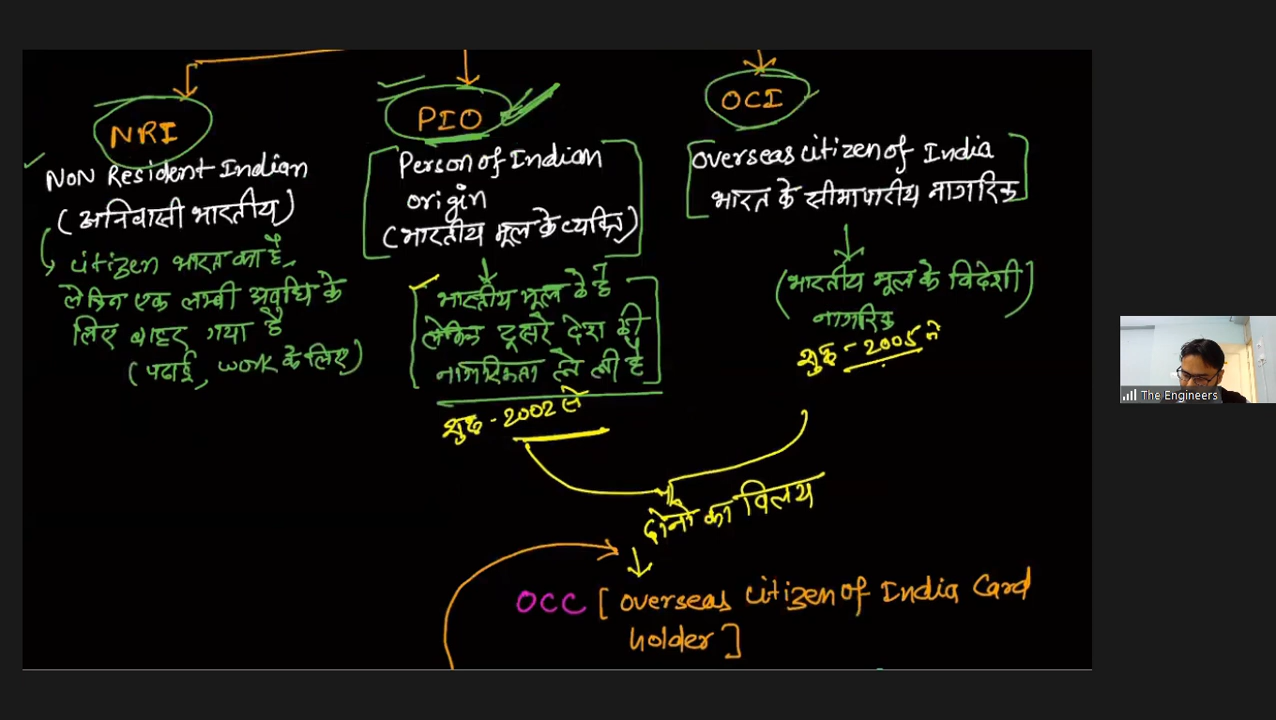 NRI
NoN Resident Indian
(अनिवासी भारतीय)
citizen भारत का है,
लेकिन एक लम्बी अवधि के
लिए बाहर गया है
(पढाई, work के लिए)
PIO
Person of Indian
origin
(भारतीय मूल के व्यक्ति)
भारतीय मूल के है
लेकिन दूसरे देश की
नागरिकता ले ली है
शुरू - 2002 से
OCI
overseas citizen of India
भारत के सीमापारीय नागरिक
(भारतीय मूल के विदेशी
नागरिक
शुरू - 2005 से
दोनो का विलय
OCC [overseas citizen of India Card
holder]
The Engineers